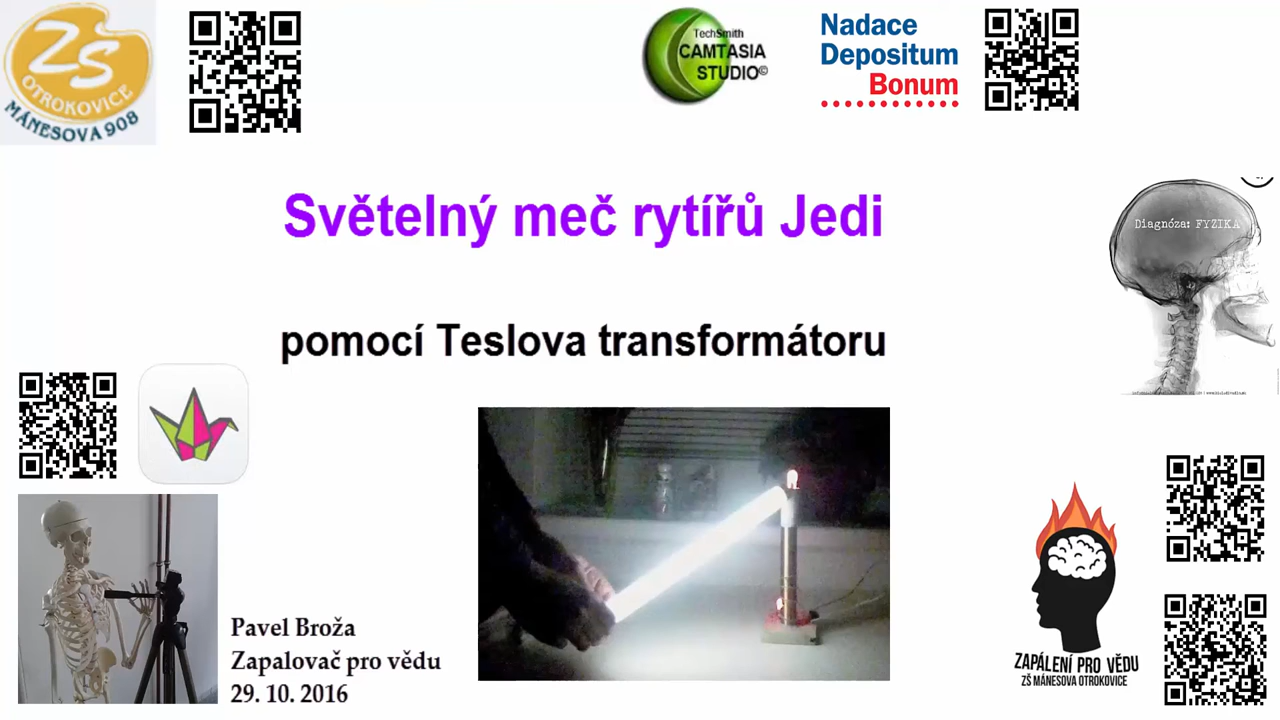 ZŠ
OTROKOVICE
MÁNESOVA 908
TechSmith
CAMTASIA
STUDIO©
Nadace
Depositum
Bonum
Světelný meč rytířů Jedi
Diagnóza: FYZIKA
pomocí Teslova transformátoru
Pavel Broža
Zapalovač pro vědu
29. 10. 2016
ZAPÁLENÍ PRO VĚDU
ZŠ MÁNESOVA OTROKOVICE